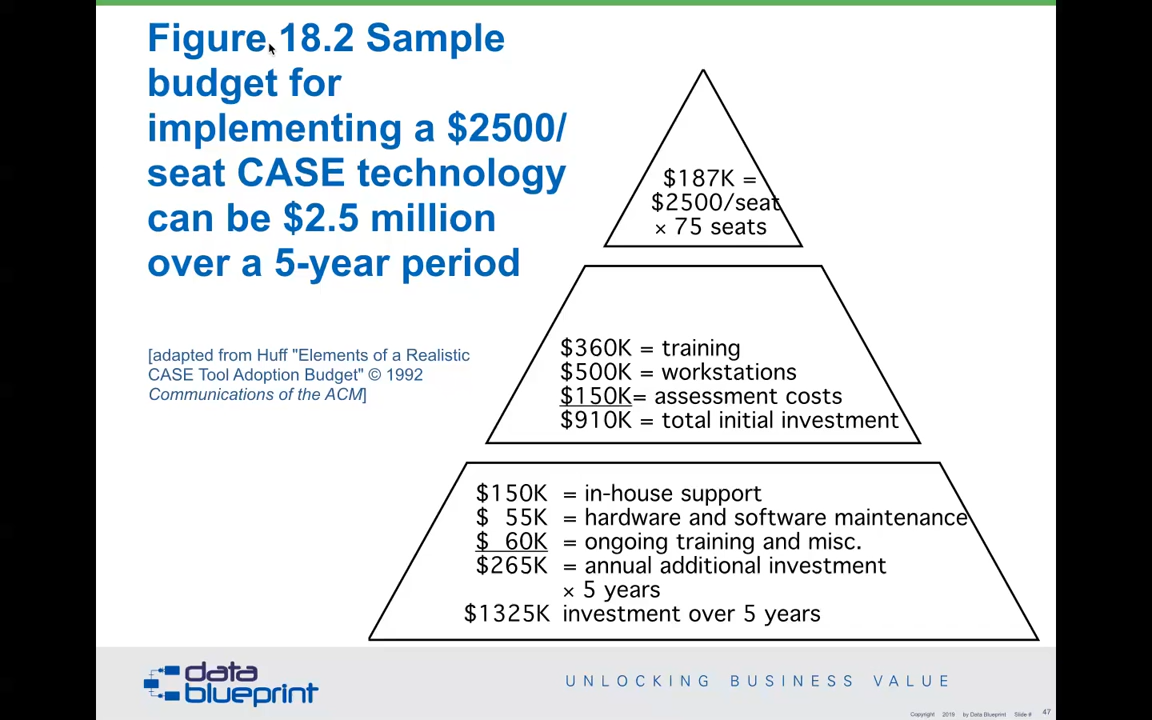 Figure 18.2 Sample
budget for
implementing a $2500/
seat CASE technology
can be $2.5 million
over a 5-year period
[adapted from Huff "Elements of a Realistic
CASE Tool Adoption Budget" © 1992
Communications of the ACM]
$187K =
$2500/seat
× 75 seats
$360K = training
$500K = workstations
$150K= assessment costs
$910K = total initial investment
$150K = in-house support
$ 55K = hardware and software maintenance
$ 60K = ongoing training and misc.
$265K = annual additional investment
× 5 years
$1325K investment over 5 years
data
blueprint
UNLOCKING BUSINESS VALUE
Copyright 2019 by Data Blueprint Slide #
47